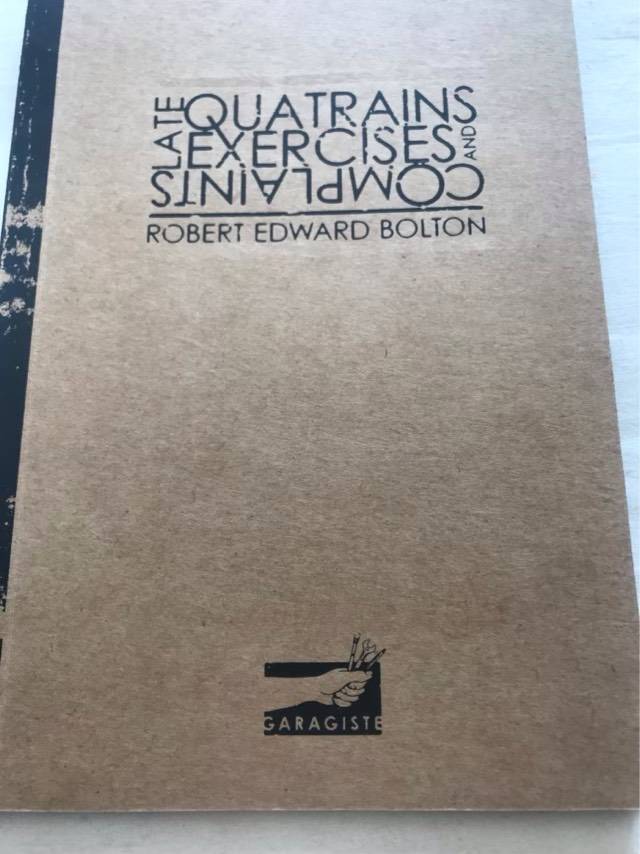 LATE QUATRAINS
EXERCISES AND
COMPLAINTS
ROBERT EDWARD BOLTON
GARAGISTE